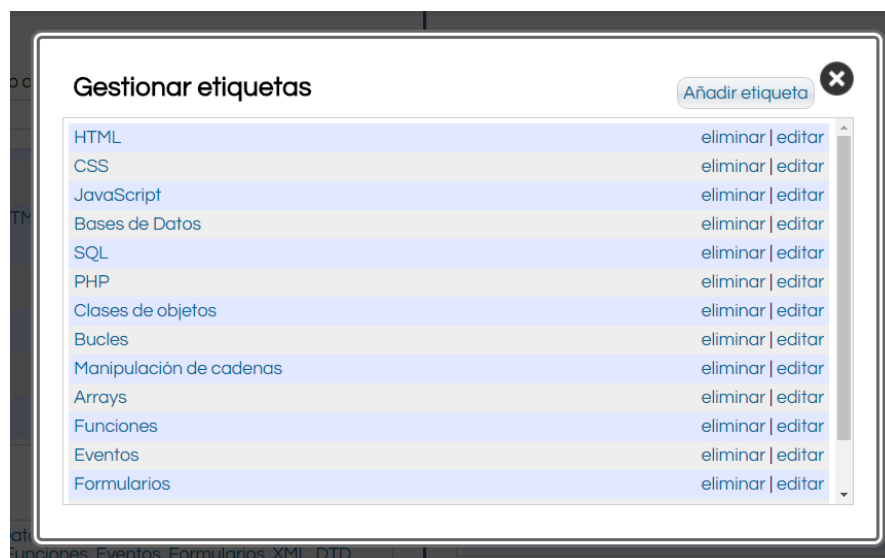 Gestionar etiquetas
Añadir etiqueta
HTML eliminar | editar
CSS eliminar | editar
JavaScript eliminar | editar
Bases de Datos eliminar | editar
SQL eliminar | editar
PHP eliminar | editar
Clases de objetos eliminar | editar
Bucles eliminar | editar
Manipulación de cadenas eliminar | editar
Arrays eliminar | editar
Funciones eliminar | editar
Eventos eliminar | editar
Formularios eliminar | editar
Funciones, Eventos, Formularios, XML, DTD